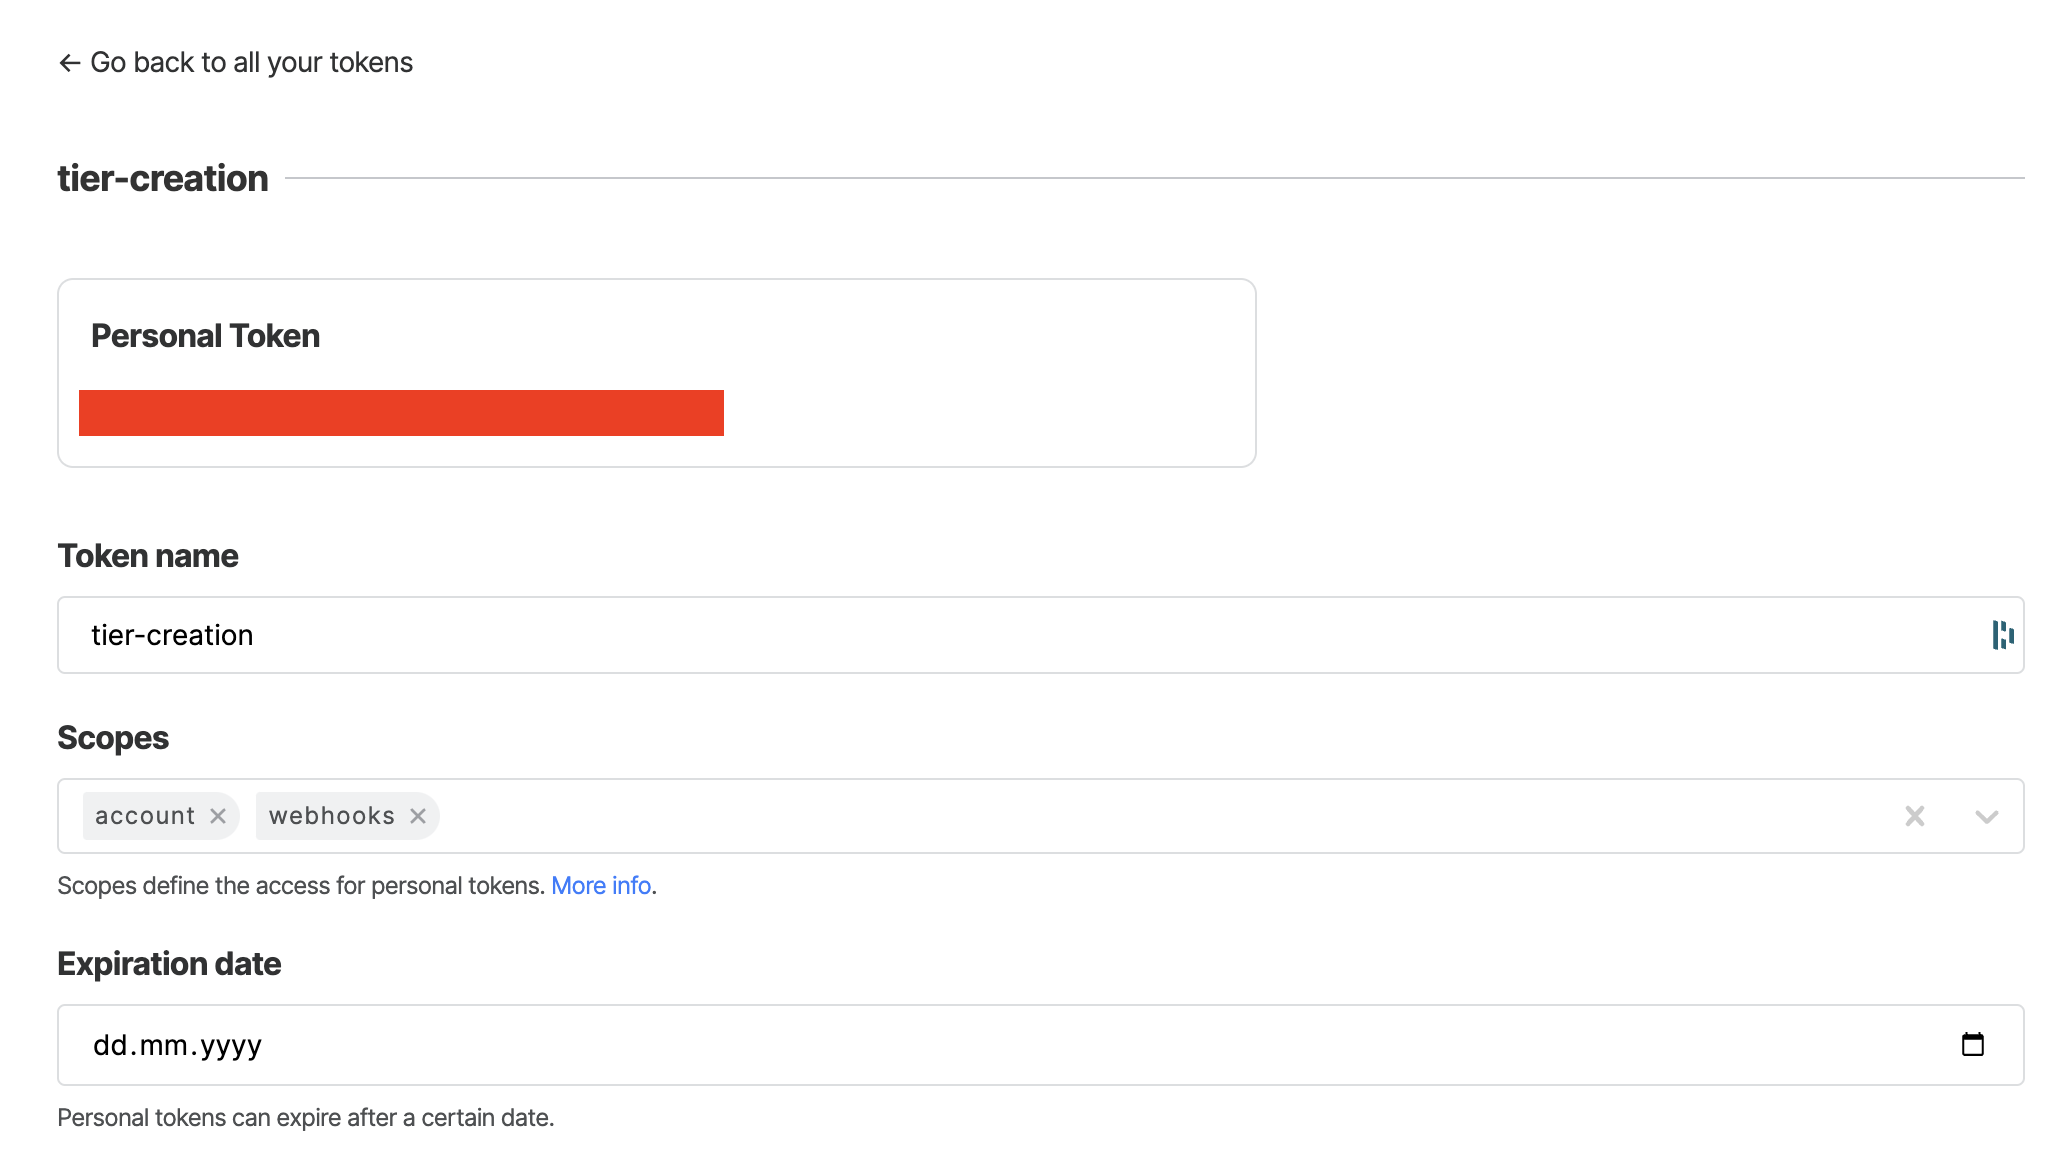 ← Go back to all your tokens
tier-creation
Personal Token
Token name
tier-creation
Scopes
account × webhooks ×
Scopes define the access for personal tokens. More info.
Expiration date
dd.mm.yyyy
Personal tokens can expire after a certain date.